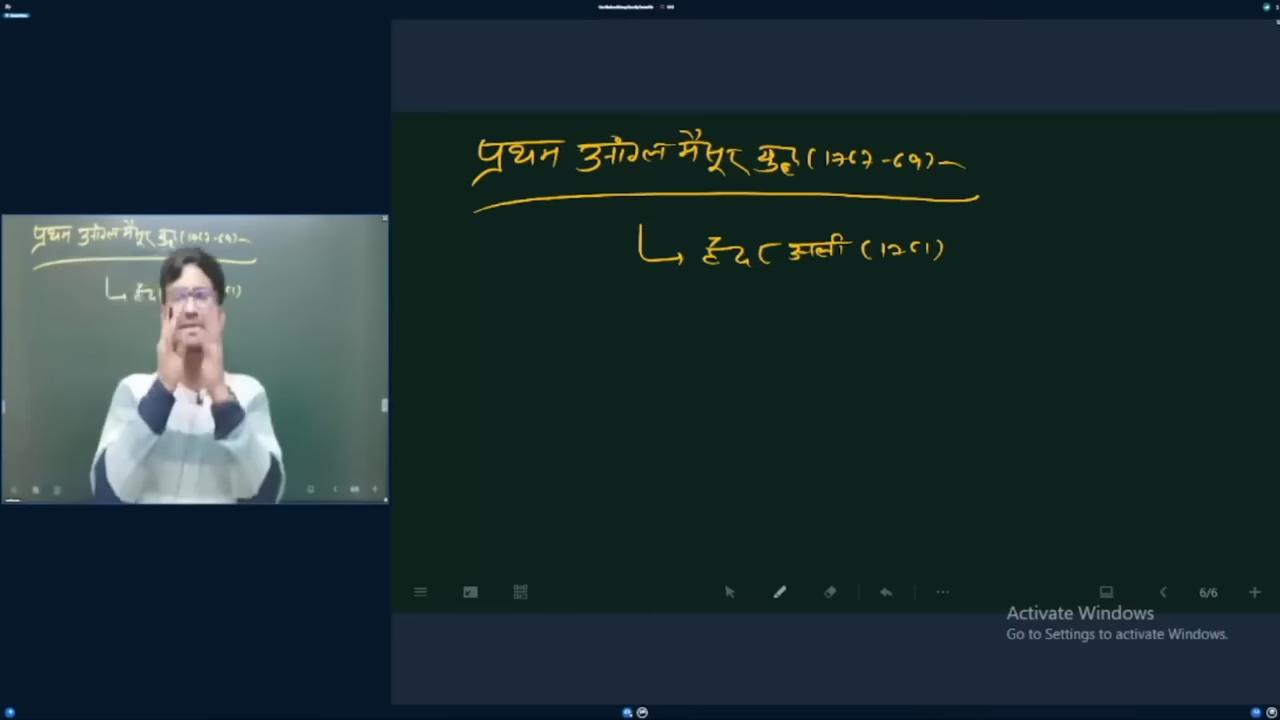 प्रथम आंग्ल मैसूर युद्ध (1767-69)-
↳ हैदर अली (1761)
6/6
Activate Windows
Go to Settings to activate Windows.